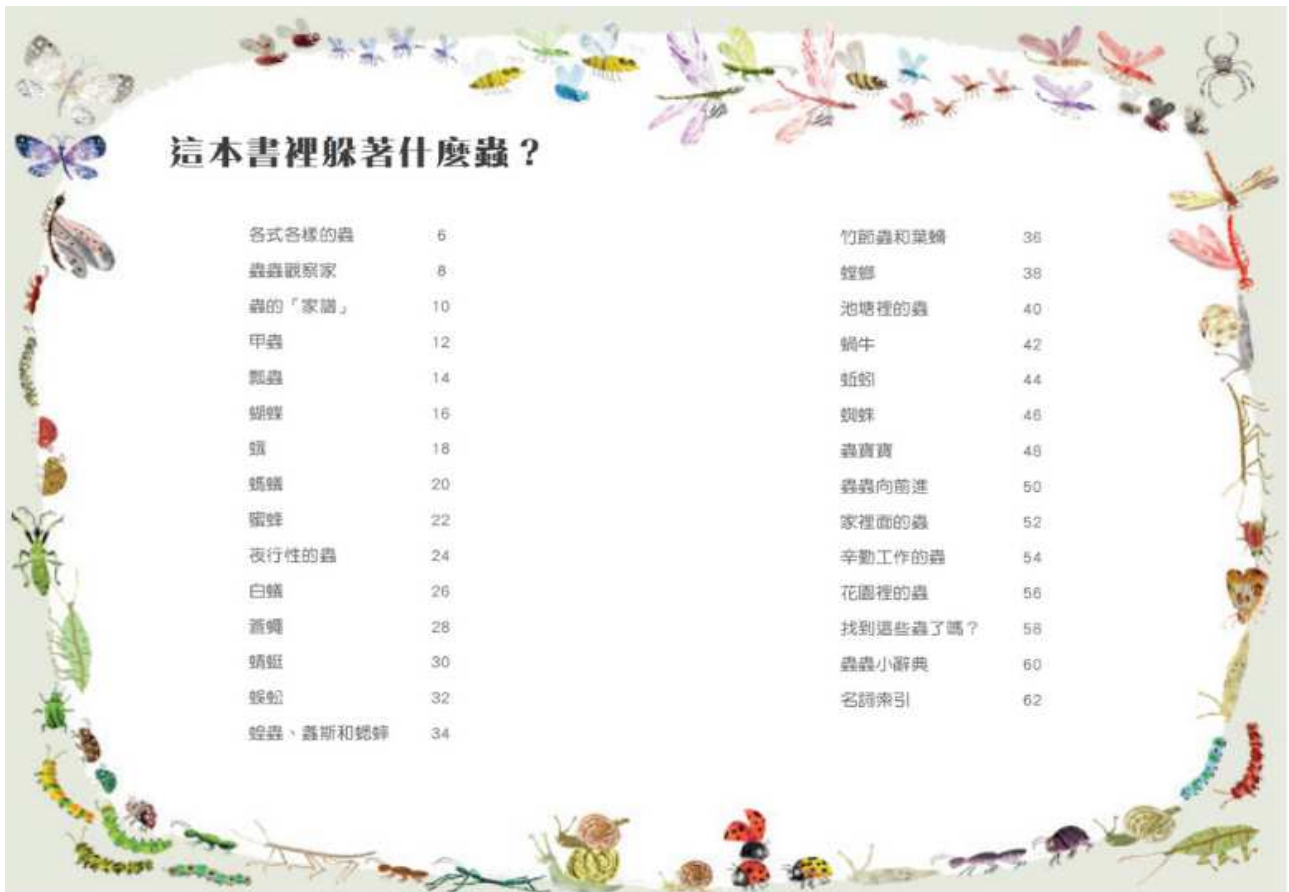 這本書裡躲著什麼蟲？
各式各樣的蟲 6
蟲蟲觀察家 8
蟲的「家譜」 10
甲蟲 12
瓢蟲 14
蝴蝶 16
蛾 18
螞蟻 20
蜜蜂 22
夜行性的蟲 24
白蟻 26
蒼蠅 28
蜻蜓 30
蜈蚣 32
蝗蟲、螽斯和蟋蟀 34
竹節蟲和葉䗛 36
螳螂 38
池塘裡的蟲 40
蝸牛 42
蚯蚓 44
蜘蛛 46
蟲寶寶 48
蟲蟲向前進 50
家裡面的蟲 52
辛勤工作的蟲 54
花園裡的蟲 56
找到這些蟲了嗎？ 58
蟲蟲小辭典 60
名詞索引 62